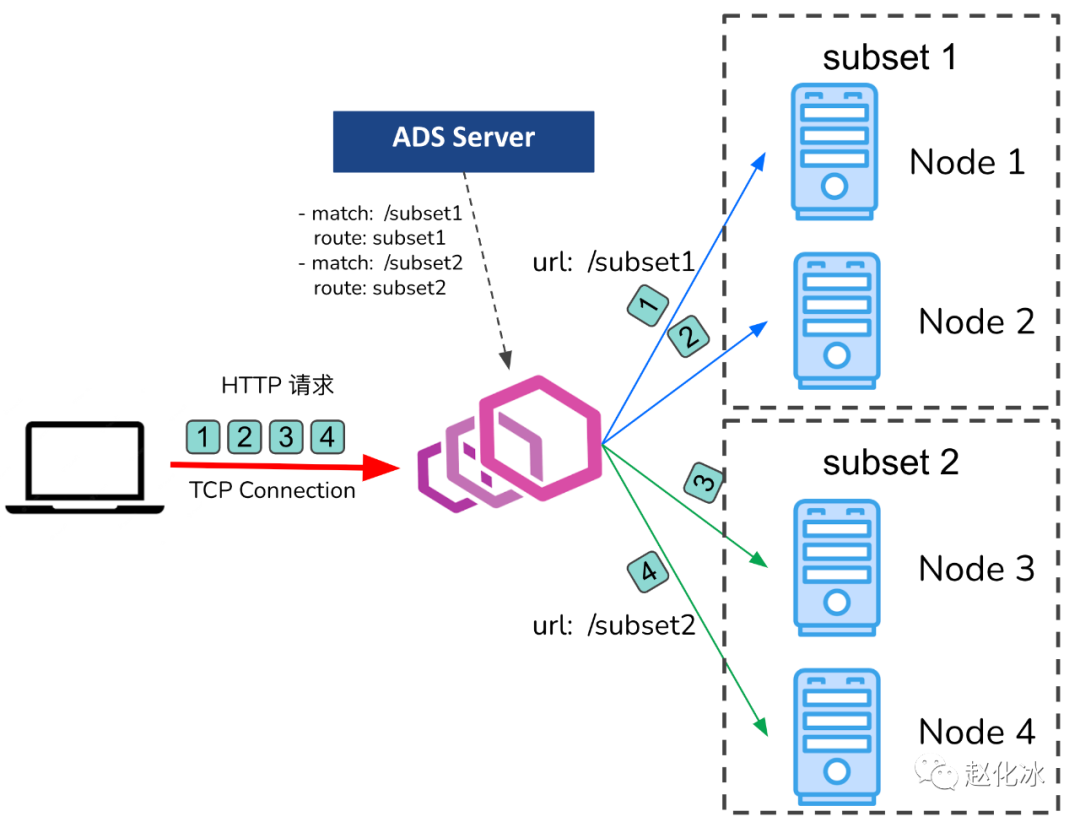 subset 1
ADS Server
Node 1
- match: /subset1
route: subset1
- match: /subset2
route: subset2
url: /subset1
1
2
Node 2
HTTP 请求
1 2 3 4
TCP Connection
subset 2
3
Node 3
4
url: /subset2
Node 4
赵化冰